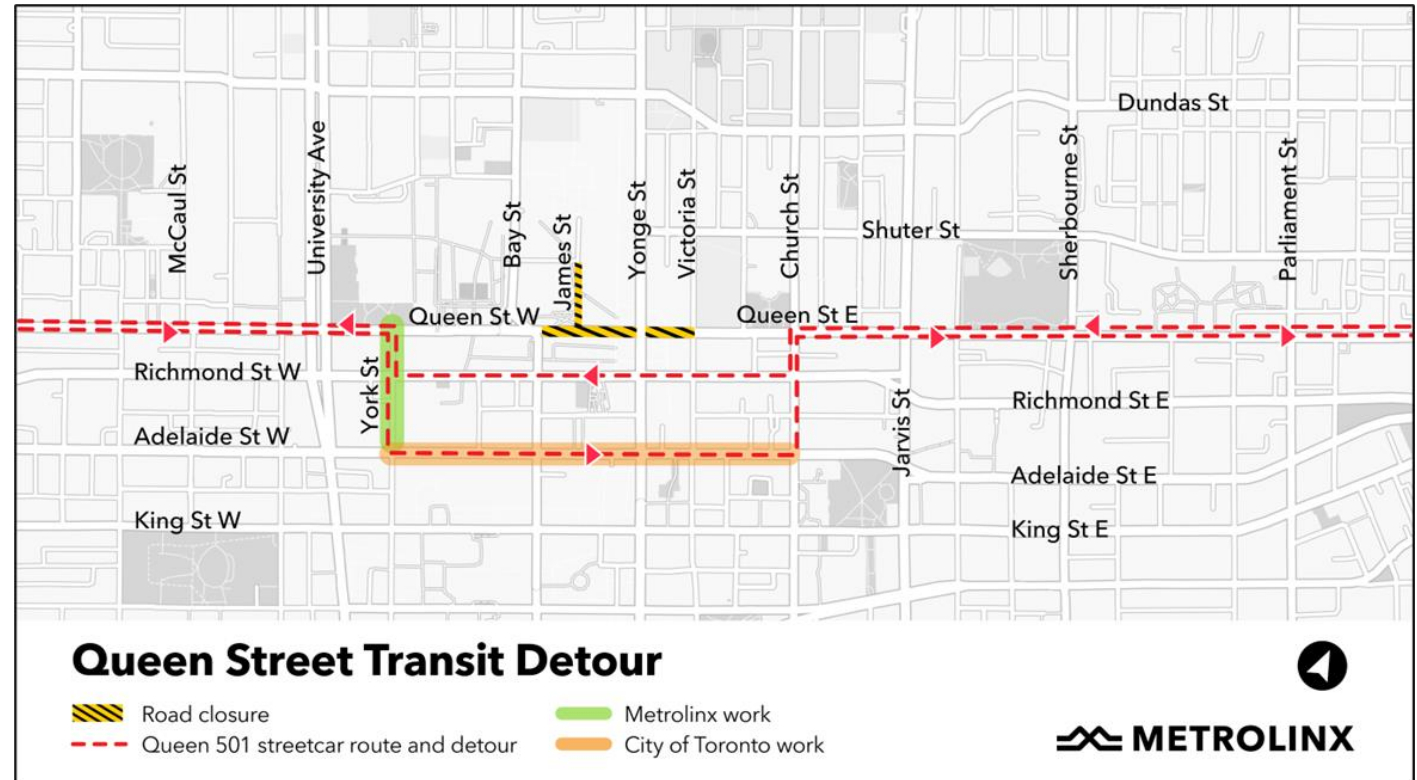 Dundas St
McCaul St
University Ave
Bay St
James St
Yonge St
Victoria St
Church St
Shuter St
Sherbourne St
Parliament St
Queen St W
Queen St E
Richmond St W
York St
Jarvis St
Richmond St E
Adelaide St W
Adelaide St E
King St W
King St E
Queen Street Transit Detour
Road closure
Metrolinx work
Queen 501 streetcar route and detour
City of Toronto work
METROLINX